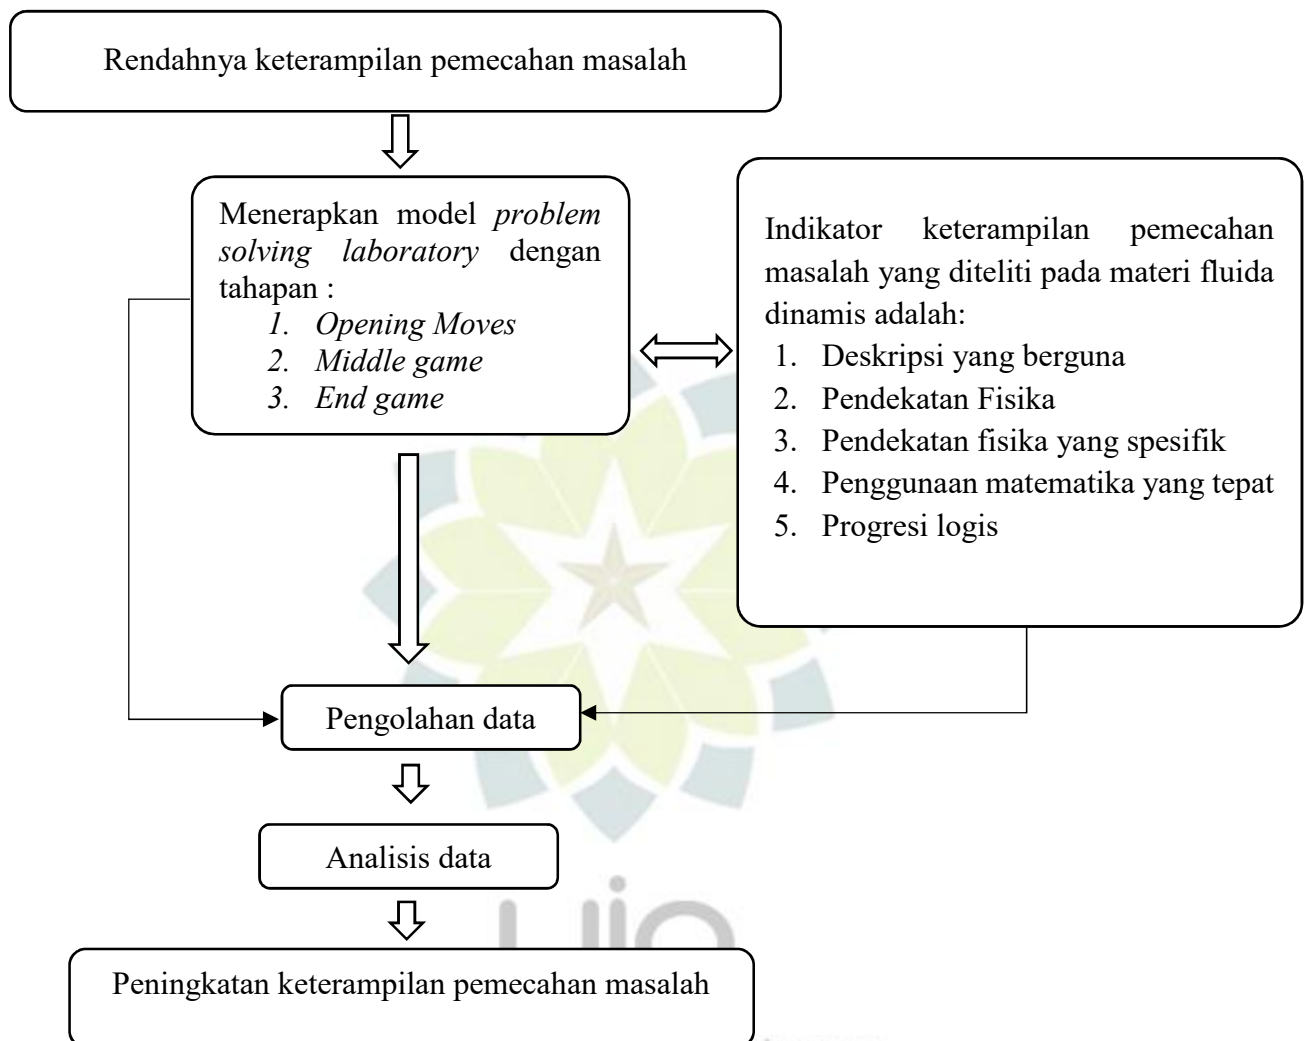 Rendahnya keterampilan pemecahan masalah
Menerapkan model problem
solving laboratory dengan
tahapan :
1. Opening Moves
2. Middle game
3. End game
Indikator keterampilan pemecahan
masalah yang diteliti pada materi fluida
dinamis adalah:
1. Deskripsi yang berguna
2. Pendekatan Fisika
3. Pendekatan fisika yang spesifik
4. Penggunaan matematika yang tepat
5. Progresi logis
Pengolahan data
Analisis data
Peningkatan keterampilan pemecahan masalah